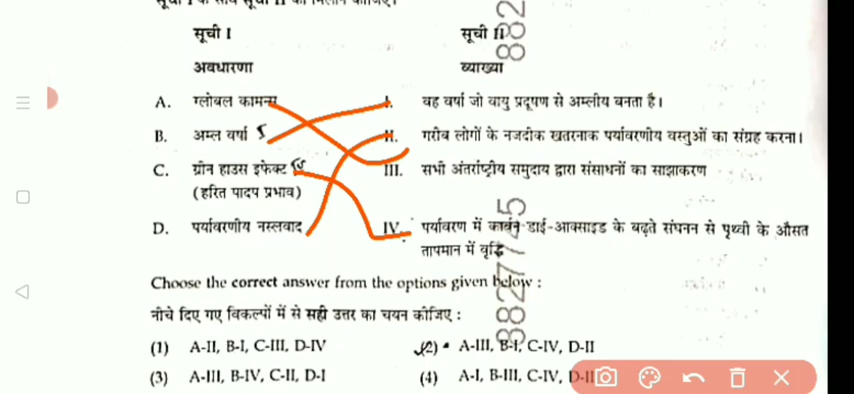 सूची I सूची II
अवधारणा व्याख्या
A. ग्लोबल कामन्स I. वह वर्षा जो वायु प्रदूषण से अम्लीय बनता है।
B. अम्ल वर्षा II. गरीब लोगों के नजदीक खतरनाक पर्यावरणीय वस्तुओं का संग्रह करना।
C. ग्रीन हाउस इफेक्ट III. सभी अंतर्राष्ट्रीय समुदाय द्वारा संसाधनों का साझाकरण
(हरित पादप प्रभाव)
D. पर्यावरणीय नस्लवाद IV. पर्यावरण में कार्बन-डाई-आक्साइड के बढ़ते संघनन से पृथ्वी के औसत
तापमान में वृद्धि
Choose the correct answer from the options given below :
नीचे दिए गए विकल्पों में से सही उत्तर का चयन कीजिए :
(1) A-II, B-I, C-III, D-IV (2) A-III, B-I, C-IV, D-II
(3) A-III, B-IV, C-II, D-I (4) A-I, B-III, C-IV, D-II
882
38827745